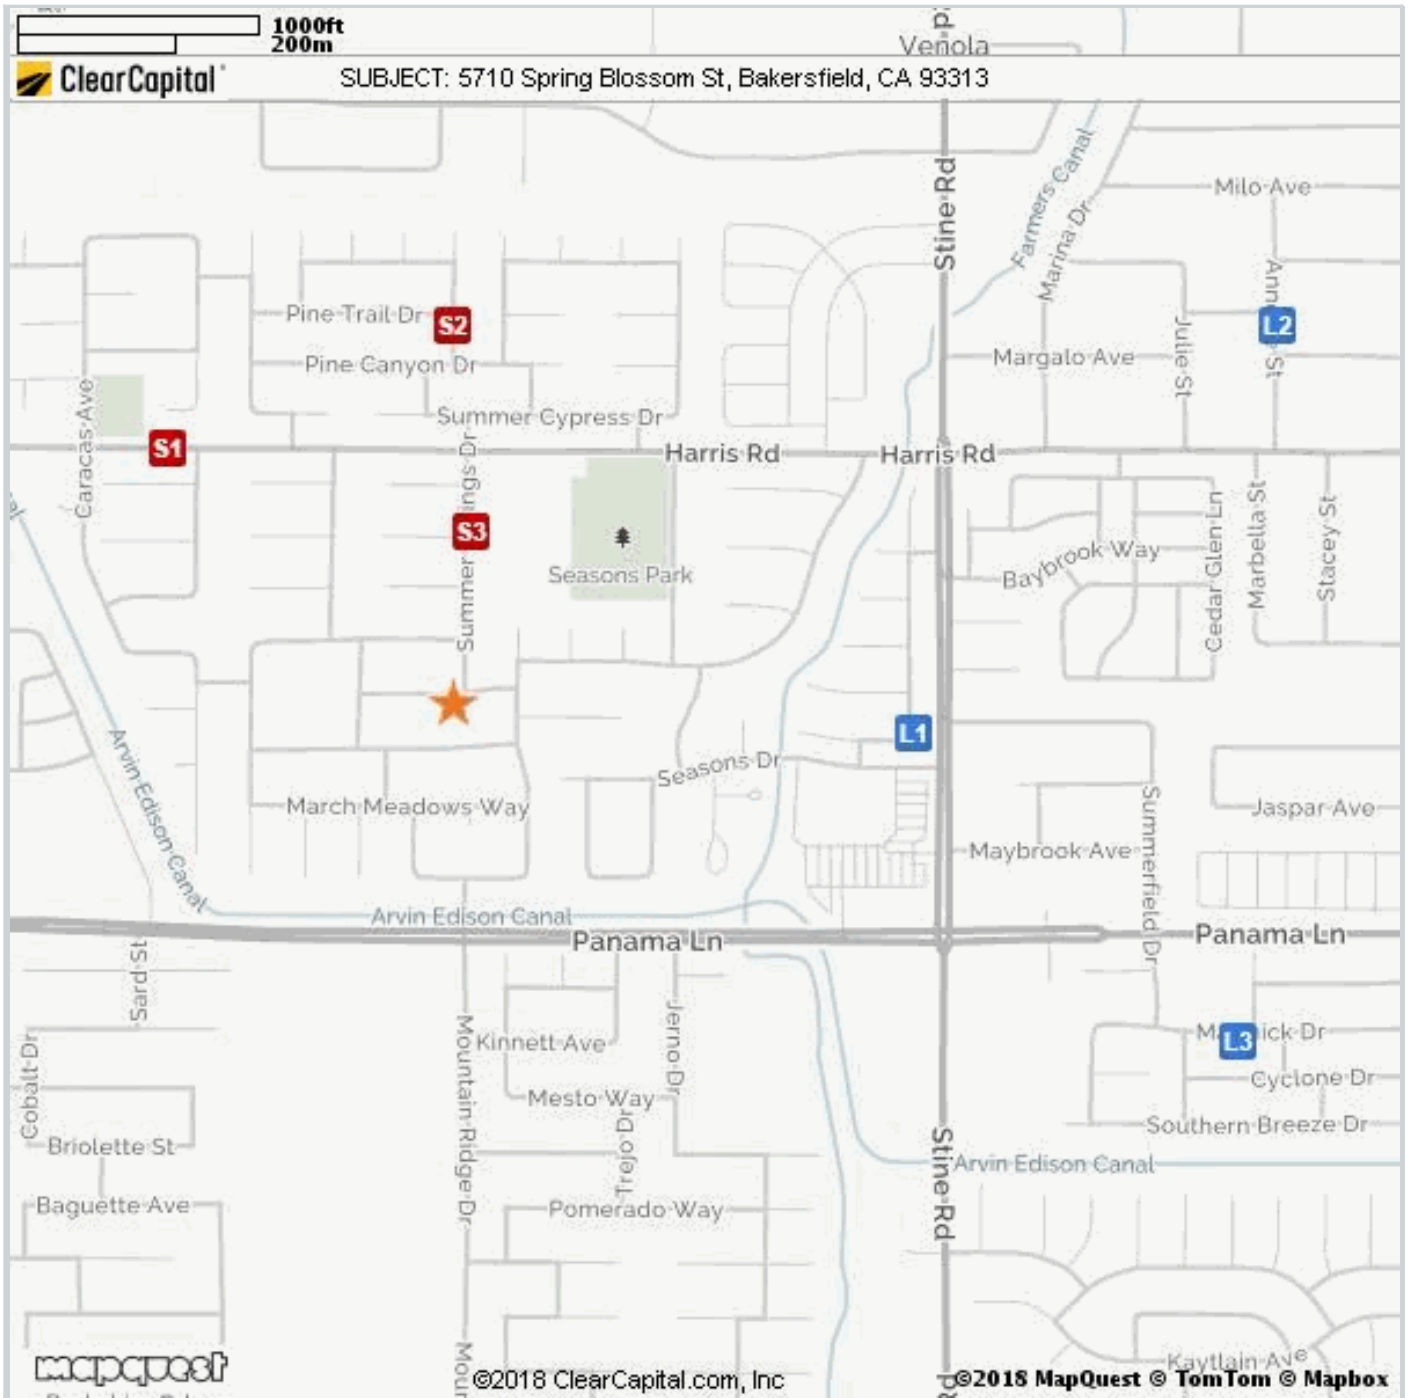 1000ft
200m
Venola
ClearCapital
SUBJECT: 5710 Spring Blossom St, Bakersfield, CA 93313
Stine Rd
Farmers Canal
Marina Dr
Milo Ave
Pine Trail Dr
S2
L2
Julie St
Margalo Ave
Pine Canyon Dr
Caracas Ave
Summer Cypress Dr
S1
Harris Rd
Harris Rd
S3
Summer
ings Dr
Seasons Park
Baybrook Way
Cedar Glen Ln
Marbella St
Stacey St
L1
Arvin Edison Canal
Seasons Dr
March Meadows Way
Summerfield Dr
Jaspar Ave
Maybrook Ave
Arvin Edison Canal
Panama Ln
Panama Ln
Sard St
Cobalt Dr
Mountain Ridge Dr
Kinnett Ave
Jerno Dr
L3
ick Dr
Cyclone Dr
Mesto Way
Trejo Dr
Southern Breeze Dr
Briolette St
Stine Rd
Arvin Edison Canal
Baguette Ave
Pomerado Way
Kaytlain Ave
mapquest
©2018 ClearCapital.com, Inc
©2018 MapQuest © TomTom © Mapbox